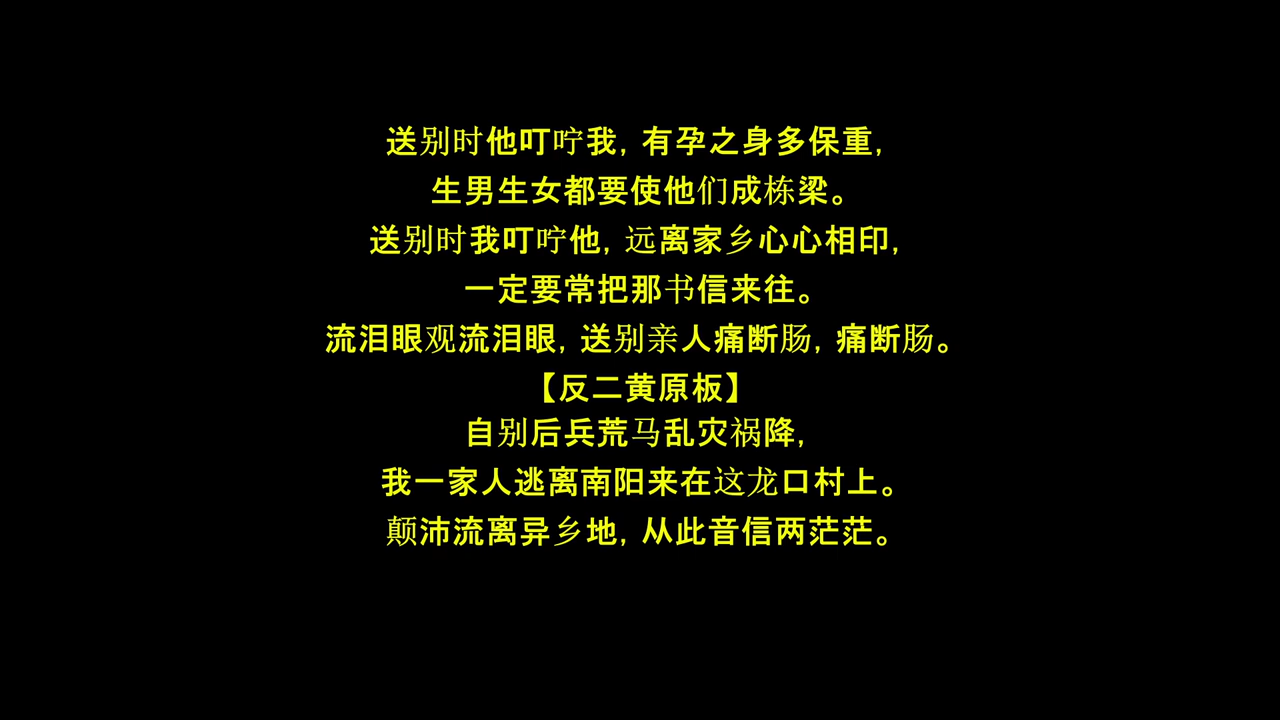 送别时他叮咛我，有孕之身多保重，
生男生女都要使他们成栋梁。
送别时我叮咛他，远离家乡心心相印，
一定要常把那书信来往。
流泪眼观流泪眼，送别亲人痛断肠，痛断肠。
【反二黄原板】
自别后兵荒马乱灾祸降，
我一家人逃离南阳来在这龙口村上。
颠沛流离异乡地，从此音信两茫茫。